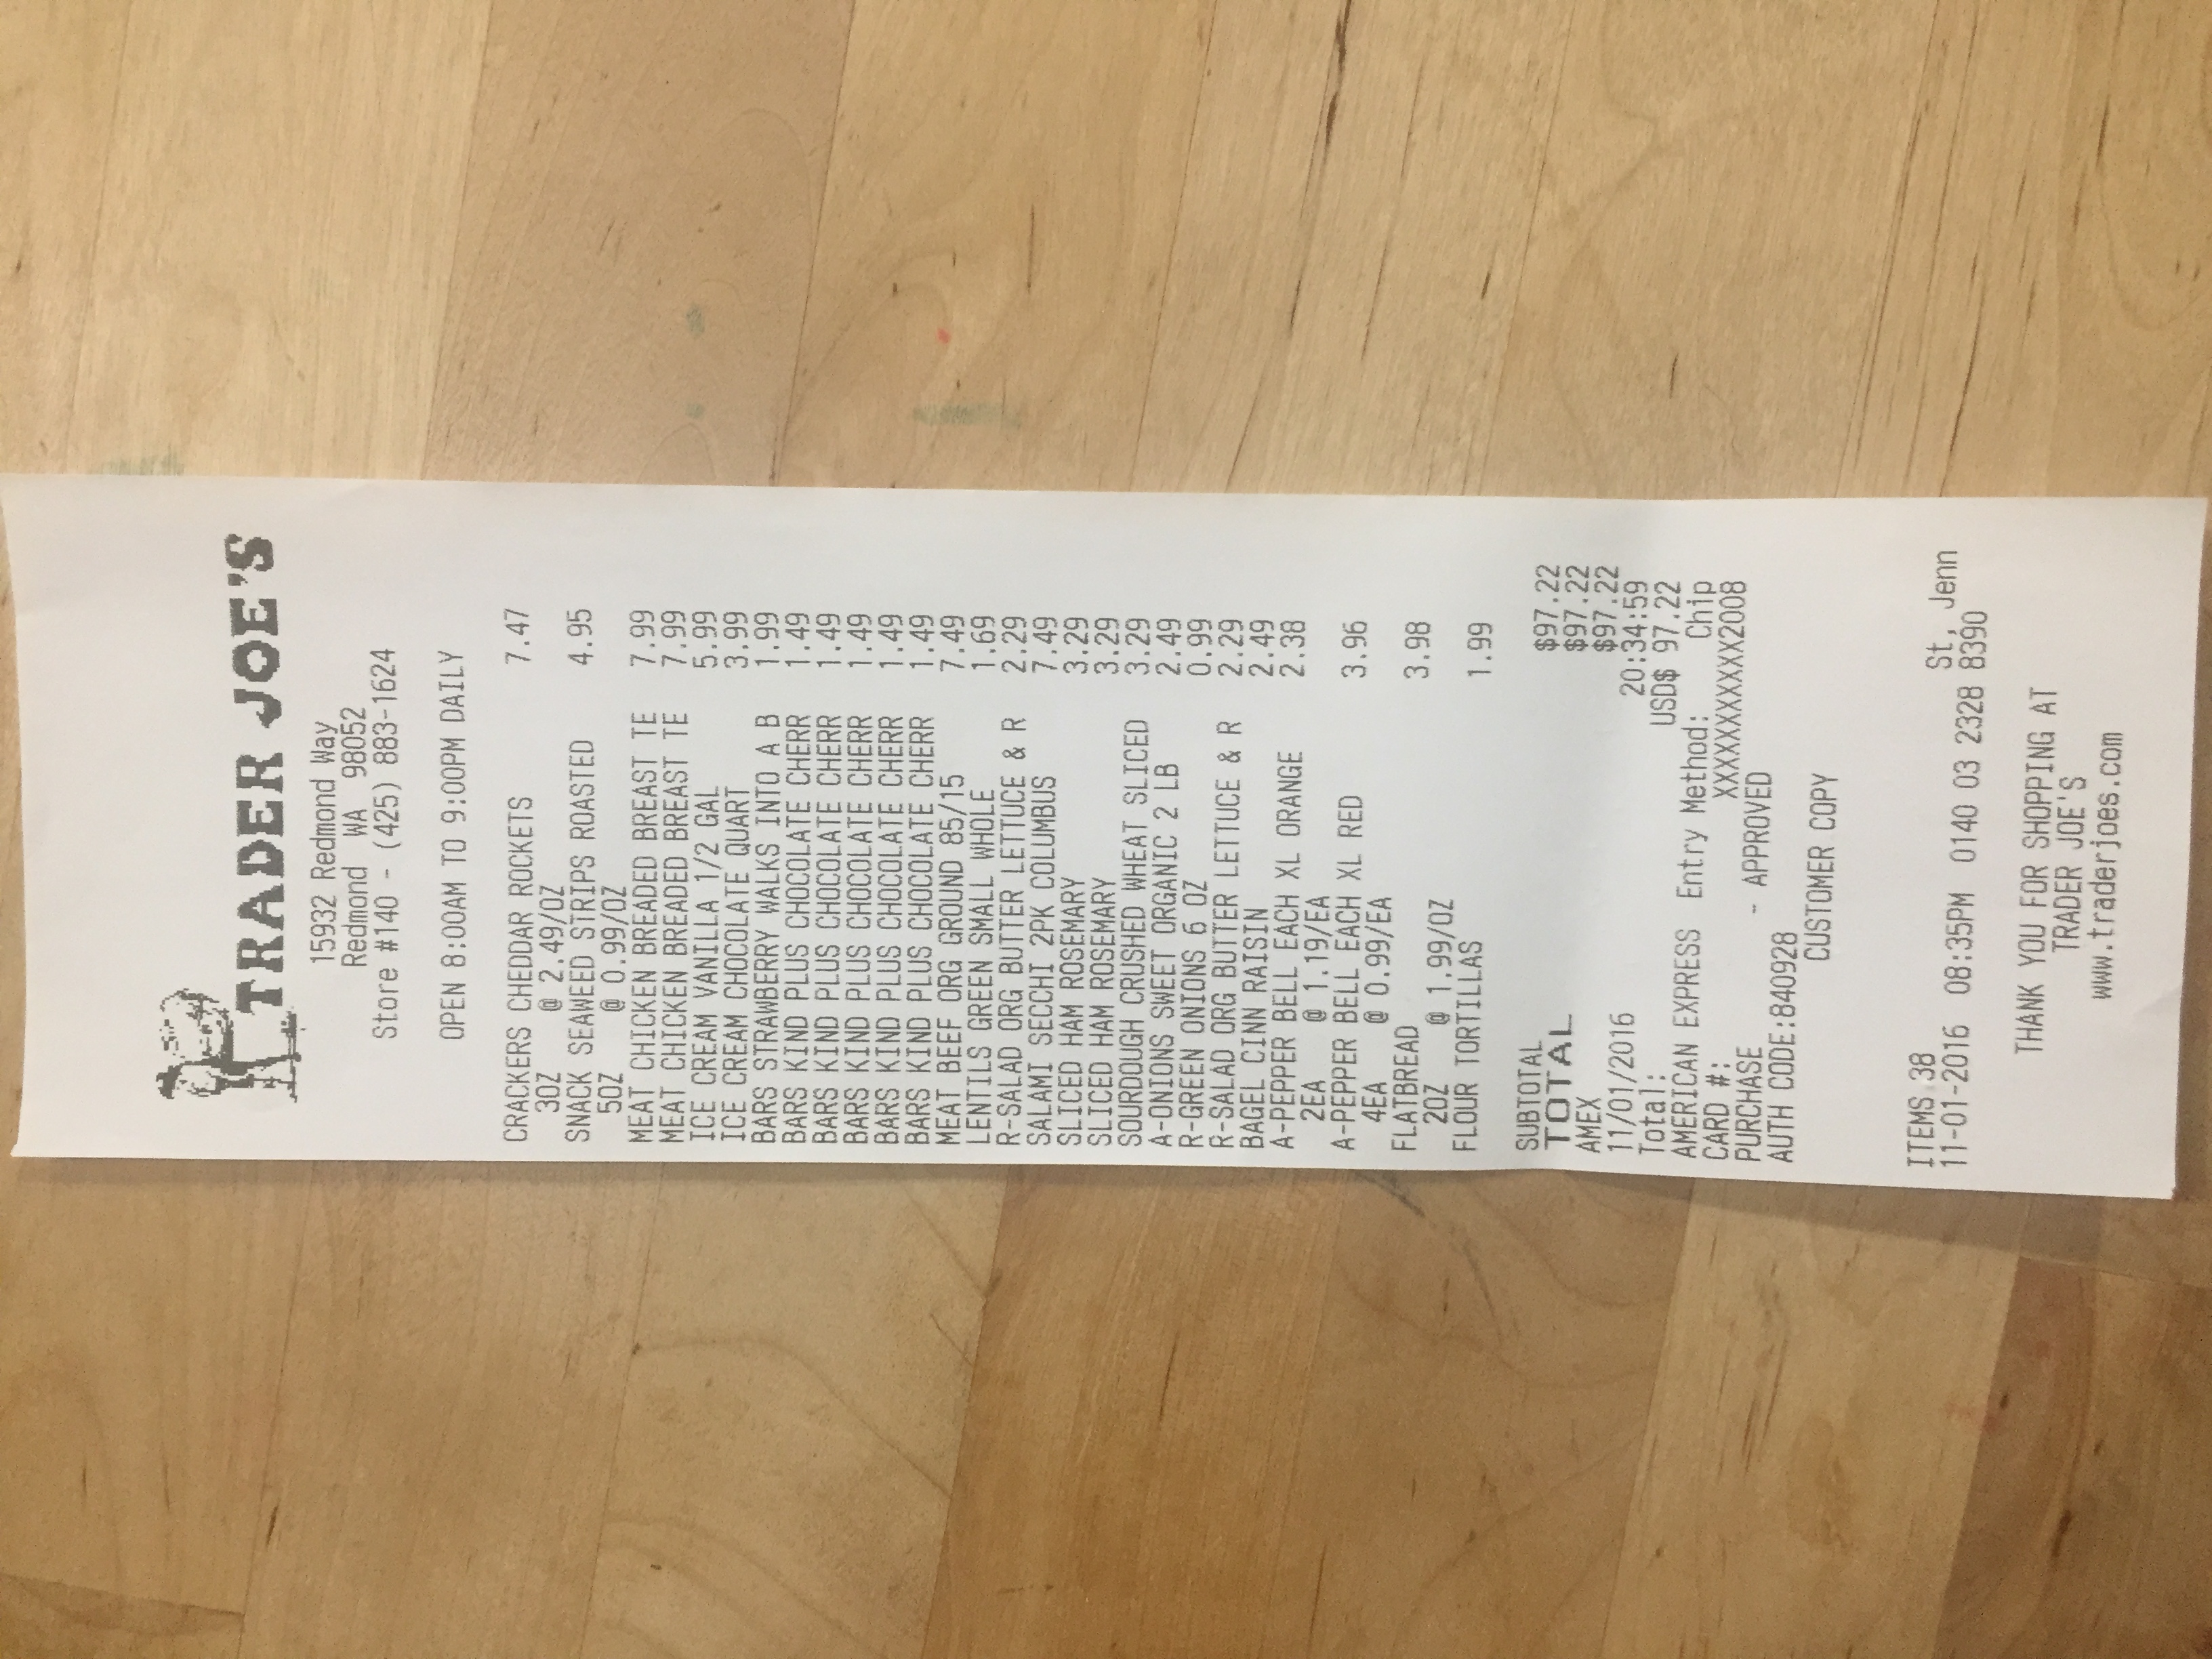 TRADER JOE'S
15932 Redmond Way
Redmond WA 98052
Store #140 - (425) 883-1624
OPEN 8:00AM TO 9:00PM DAILY
CRACKERS CHEDDAR ROCKETS 7.47
3OZ @ 2.49/OZ
SNACK SEAWEED STRIPS ROASTED 4.95
5OZ @ 0.99/OZ
MEAT CHICKEN BREADED BREAST TE 7.99
MEAT CHICKEN BREADED BREAST TE 7.99
ICE CREAM VANILLA 1/2 GAL 5.99
ICE CREAM CHOCOLATE QUART 3.99
BARS STRAWBERRY WALKS INTO A B 1.99
BARS KIND PLUS CHOCOLATE CHERR 1.49
BARS KIND PLUS CHOCOLATE CHERR 1.49
BARS KIND PLUS CHOCOLATE CHERR 1.49
BARS KIND PLUS CHOCOLATE CHERR 1.49
BARS KIND PLUS CHOCOLATE CHERR 1.49
MEAT BEEF ORG GROUND 85/15 7.49
LENTILS GREEN SMALL WHOLE 1.69
R-SALAD ORG BUTTER LETTUCE & R 2.29
SALAMI SECCHI 2PK COLUMBUS 7.49
SLICED HAM ROSEMARY 3.29
SLICED HAM ROSEMARY 3.29
SOURDOUGH CRUSHED WHEAT SLICED 3.29
A-ONIONS SWEET ORGANIC 2 LB 2.49
R-GREEN ONIONS 6 OZ 0.99
R-SALAD ORG BUTTER LETTUCE & R 2.29
BAGEL CINN RAISIN 2.49
A-PEPPER BELL EACH XL ORANGE 2.38
2EA @ 1.19/EA
A-PEPPER BELL EACH XL RED 3.96
4EA @ 0.99/EA
FLATBREAD 3.98
2OZ @ 1.99/OZ
FLOUR TORTILLAS 1.99
SUBTOTAL $97.22
TOTAL $97.22
AMEX $97.22
11/01/2016 20:34:59
Total: USD$ 97.22
AMERICAN EXPRESS Entry Method: Chip
CARD #: XXXXXXXXXXX2008
PURCHASE - APPROVED
AUTH CODE:840928
CUSTOMER COPY
ITEMS 38 St, Jenn
11-01-2016 08:35PM 0140 03 2328 8390
THANK YOU FOR SHOPPING AT
TRADER JOE'S
www.traderjoes.com